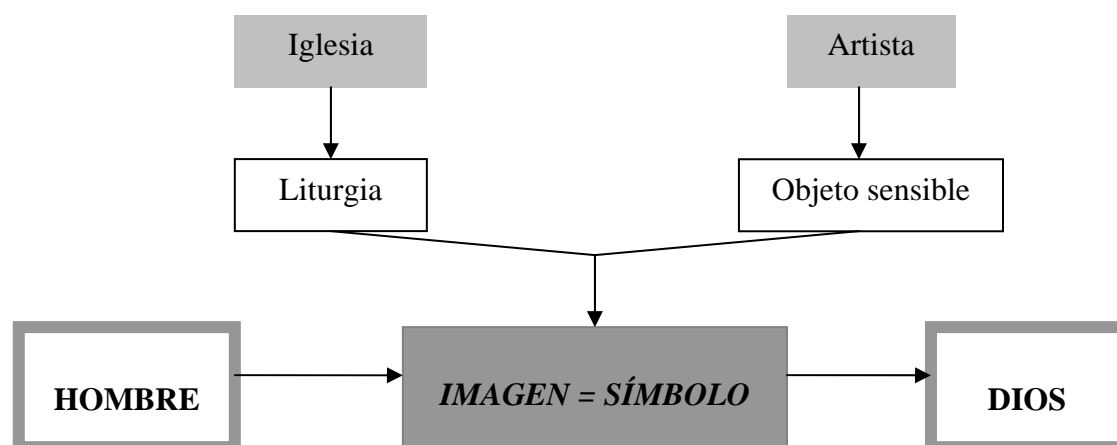 Iglesia
Artista
Liturgia
Objeto sensible
HOMBRE
IMAGEN = SÍMBOLO
DIOS